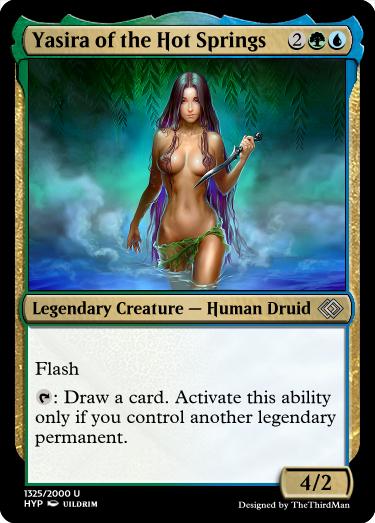 Yasira of the Hot Springs 2
Legendary Creature — Human Druid
Flash
: Draw a card. Activate this ability
only if you control another legendary
permanent.
4/2
1325/2000 U
HYP UILDRIM
Designed by TheThirdMan